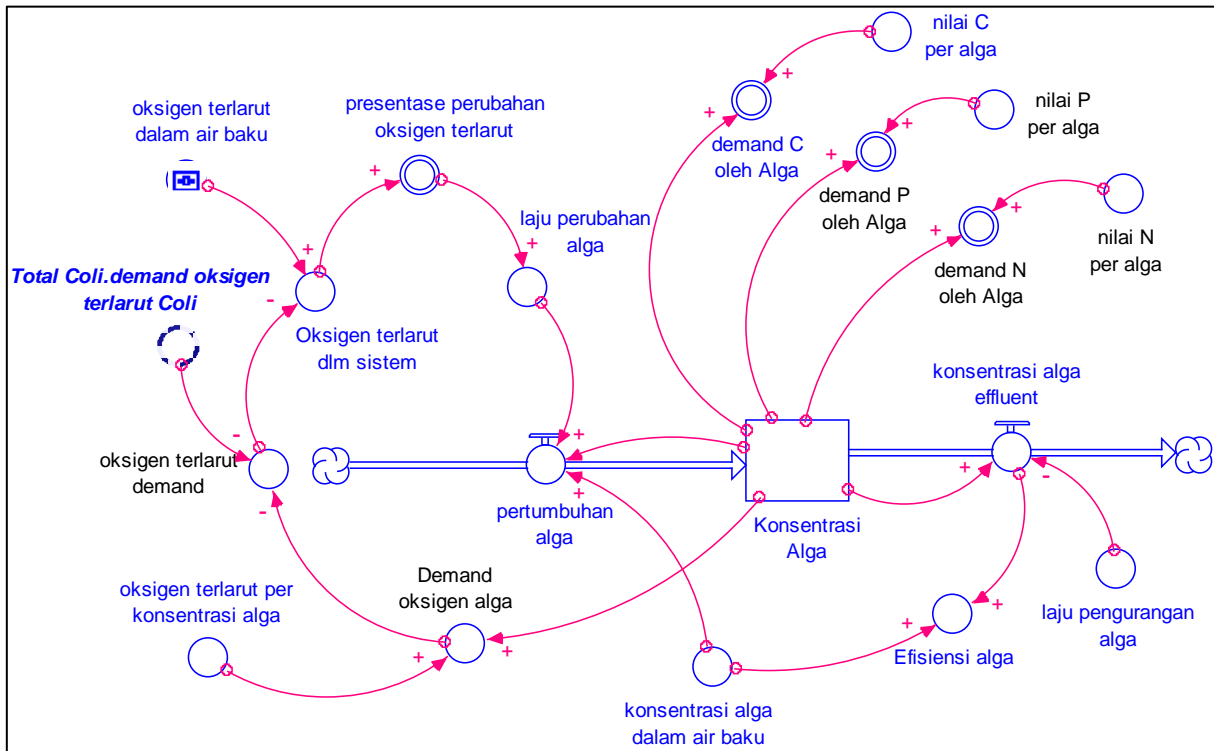 nilai C
per alga
oksigen terlarut
dalam air baku
presentase perubahan
oksigen terlarut
demand C
oleh Alga
nilai P
per alga
demand P
oleh Alga
laju perubahan
alga
nilai N
per alga
demand N
oleh Alga
Total Coli.demand oksigen
terlarut Coli
Oksigen terlarut
dlm sistem
konsentrasi alga
effluent
oksigen terlarut
demand
pertumbuhan
alga
Konsentrasi
Alga
oksigen terlarut per
konsentrasi alga
Demand
oksigen alga
laju pengurangan
alga
Efisiensi alga
konsentrasi alga
dalam air baku